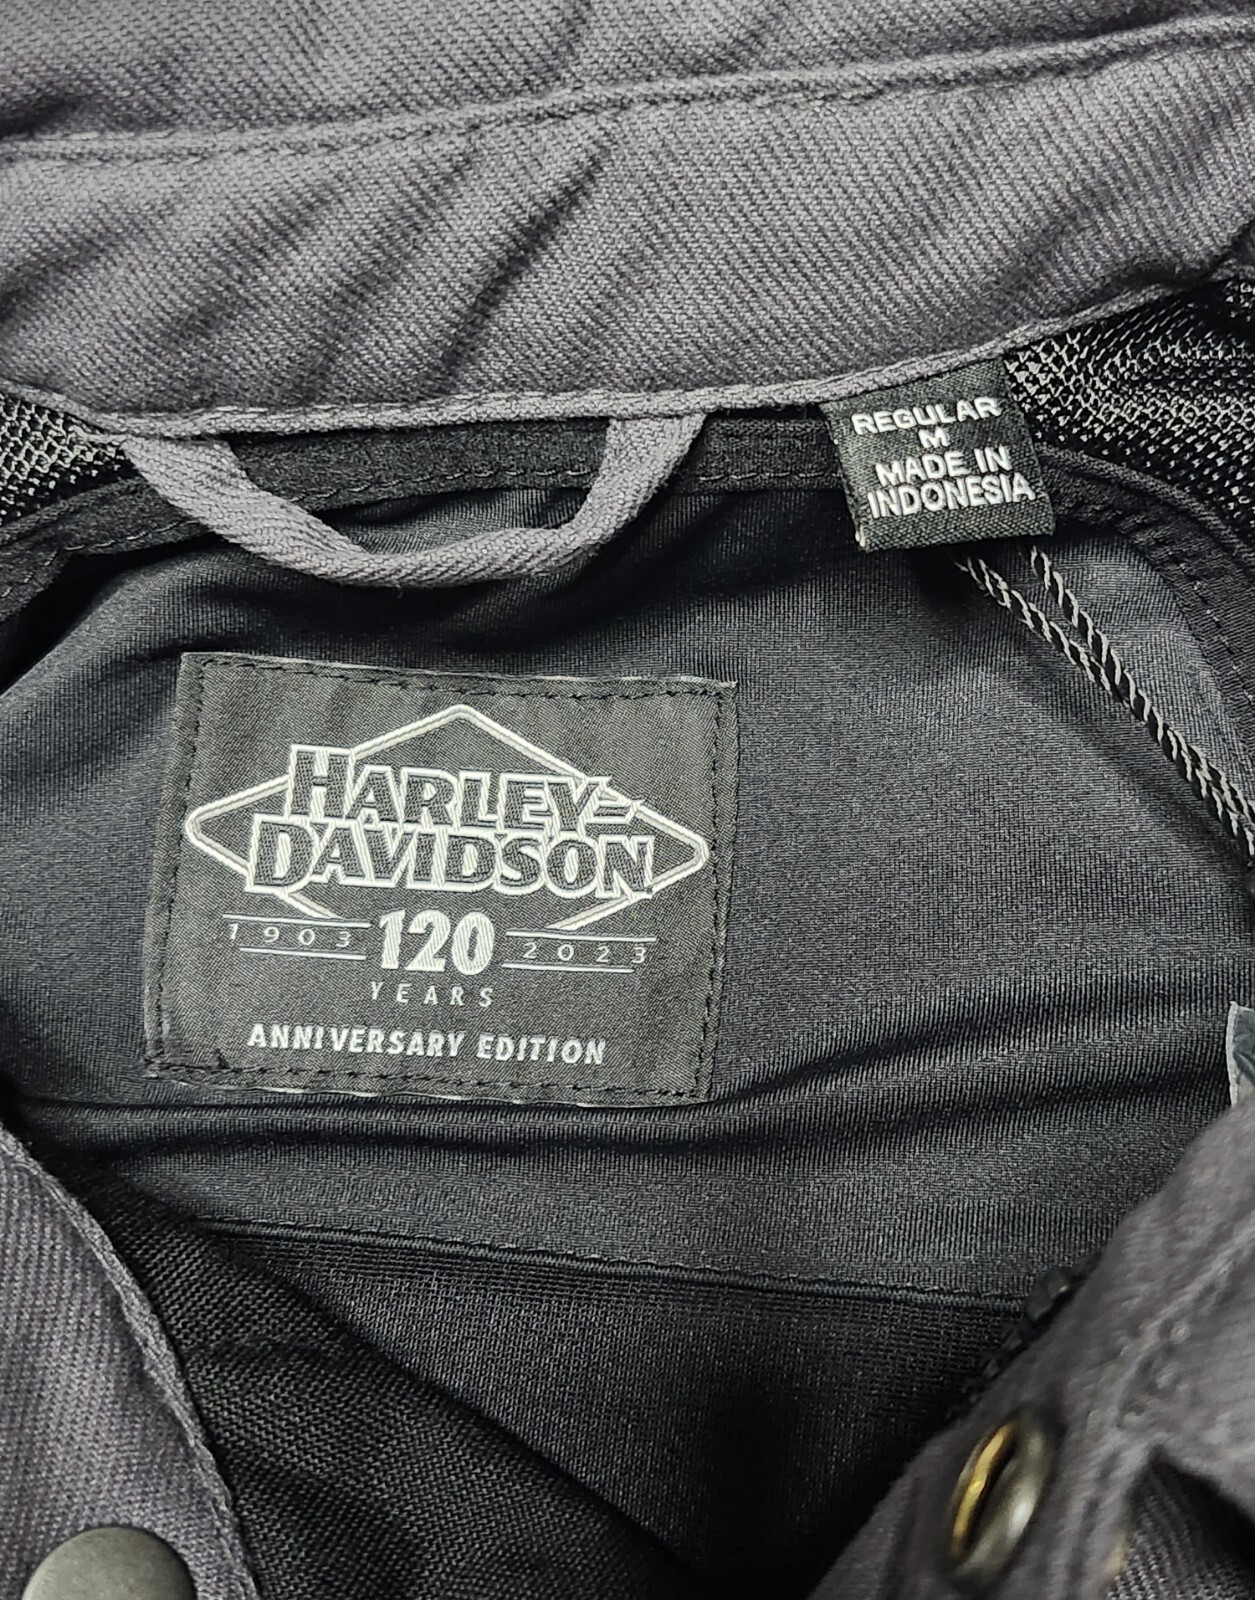 REGULAR
M
MADE IN
INDONESIA
HARLEY-
DAVIDSON
1903 120 2023
YEARS
ANNIVERSARY EDITION